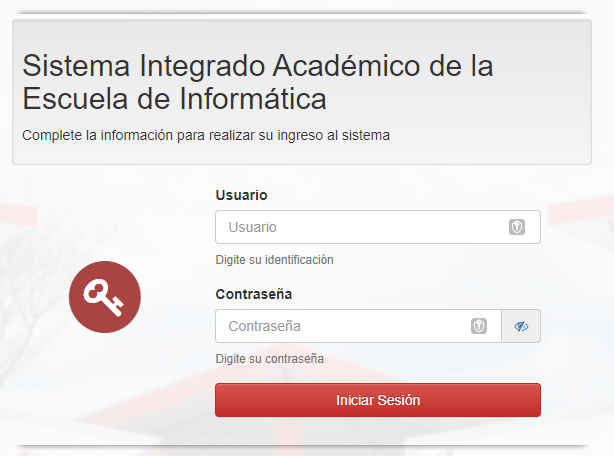 Sistema Integrado Académico de la
Escuela de Informática
Complete la información para realizar su ingreso al sistema
Usuario
Usuario
Digite su identificación
Contraseña
Contraseña
Digite su contraseña
Iniciar Sesión